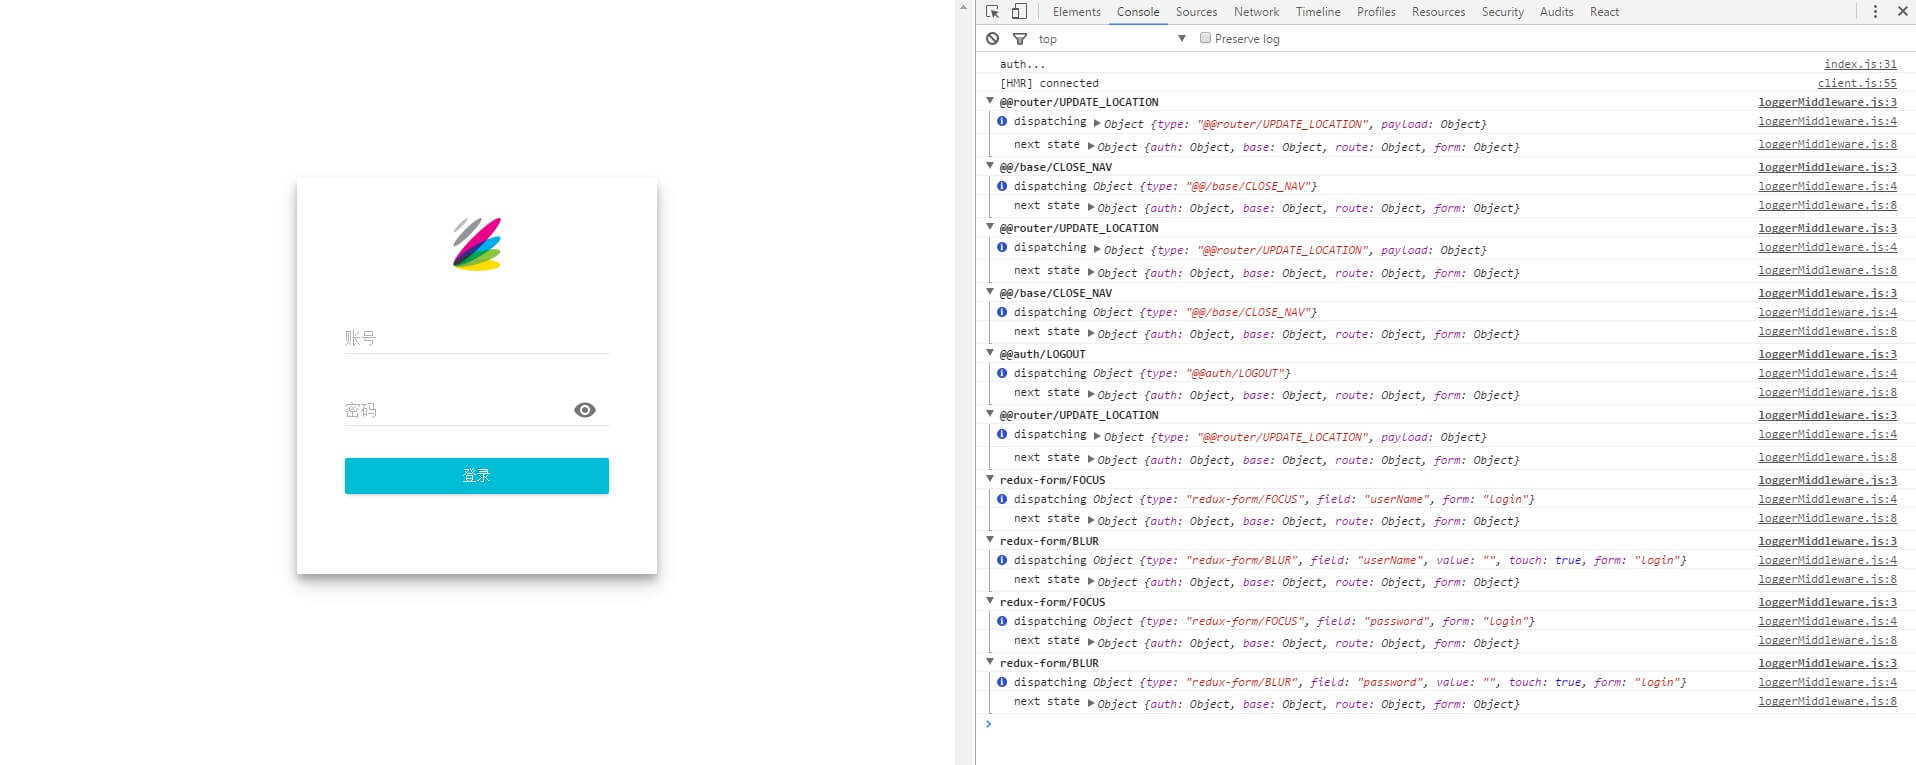 账号
密码
登录
Elements Console Sources Network Timeline Profiles Resources Security Audits React
top Preserve log
auth... index.js:31
[HMR] connected client.js:55
@@router/UPDATE_LOCATION loggerMiddleware.js:3
dispatching Object {type: "@@router/UPDATE_LOCATION", payload: Object} loggerMiddleware.js:4
next state Object {auth: Object, base: Object, route: Object, form: Object} loggerMiddleware.js:8
@@/base/CLOSE_NAV loggerMiddleware.js:3
dispatching Object {type: "@@/base/CLOSE_NAV"} loggerMiddleware.js:4
next state Object {auth: Object, base: Object, route: Object, form: Object} loggerMiddleware.js:8
@@router/UPDATE_LOCATION loggerMiddleware.js:3
dispatching Object {type: "@@router/UPDATE_LOCATION", payload: Object} loggerMiddleware.js:4
next state Object {auth: Object, base: Object, route: Object, form: Object} loggerMiddleware.js:8
@@/base/CLOSE_NAV loggerMiddleware.js:3
dispatching Object {type: "@@/base/CLOSE_NAV"} loggerMiddleware.js:4
next state Object {auth: Object, base: Object, route: Object, form: Object} loggerMiddleware.js:8
@@auth/LOGOUT loggerMiddleware.js:3
dispatching Object {type: "@@auth/LOGOUT"} loggerMiddleware.js:4
next state Object {auth: Object, base: Object, route: Object, form: Object} loggerMiddleware.js:8
@@router/UPDATE_LOCATION loggerMiddleware.js:3
dispatching Object {type: "@@router/UPDATE_LOCATION", payload: Object} loggerMiddleware.js:4
next state Object {auth: Object, base: Object, route: Object, form: Object} loggerMiddleware.js:8
redux-form/FOCUS loggerMiddleware.js:3
dispatching Object {type: "redux-form/FOCUS", field: "userName", form: "login"} loggerMiddleware.js:4
next state Object {auth: Object, base: Object, route: Object, form: Object} loggerMiddleware.js:8
redux-form/BLUR loggerMiddleware.js:3
dispatching Object {type: "redux-form/BLUR", field: "userName", value: "", touch: true, form: "login"} loggerMiddleware.js:4
next state Object {auth: Object, base: Object, route: Object, form: Object} loggerMiddleware.js:8
redux-form/FOCUS loggerMiddleware.js:3
dispatching Object {type: "redux-form/FOCUS", field: "password", form: "login"} loggerMiddleware.js:4
next state Object {auth: Object, base: Object, route: Object, form: Object} loggerMiddleware.js:8
redux-form/BLUR loggerMiddleware.js:3
dispatching Object {type: "redux-form/BLUR", field: "password", value: "", touch: true, form: "login"} loggerMiddleware.js:4
next state Object {auth: Object, base: Object, route: Object, form: Object} loggerMiddleware.js:8